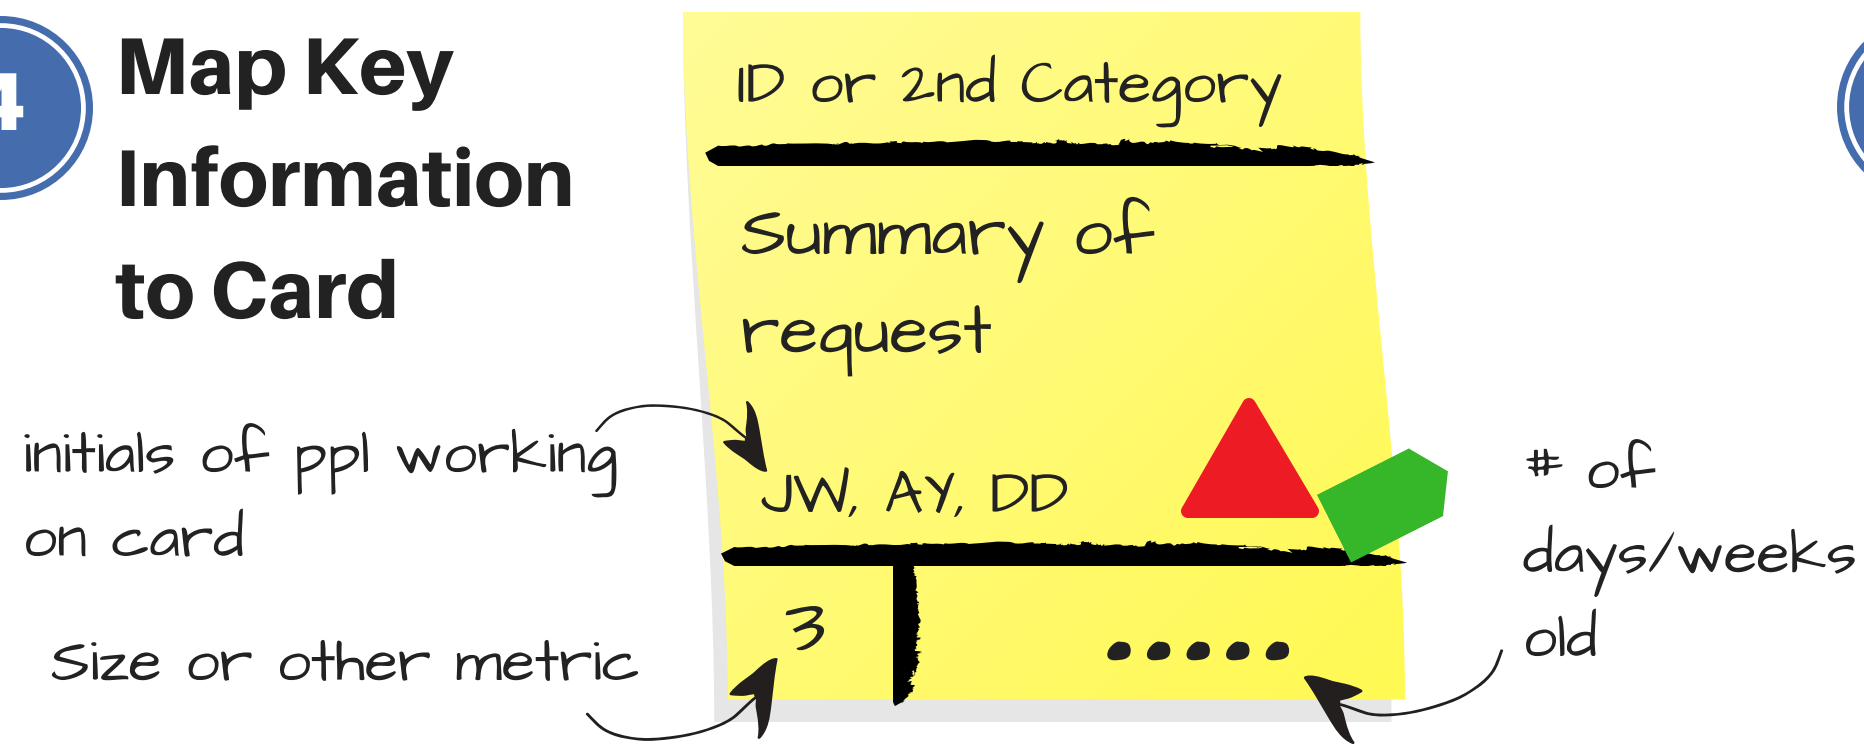 4
Map Key
Information
to Card
ID or 2nd Category
Summary of
request
initials of ppl working
on card
JW, AY, DD
# of
days/weeks
old
Size or other metric
3
.....